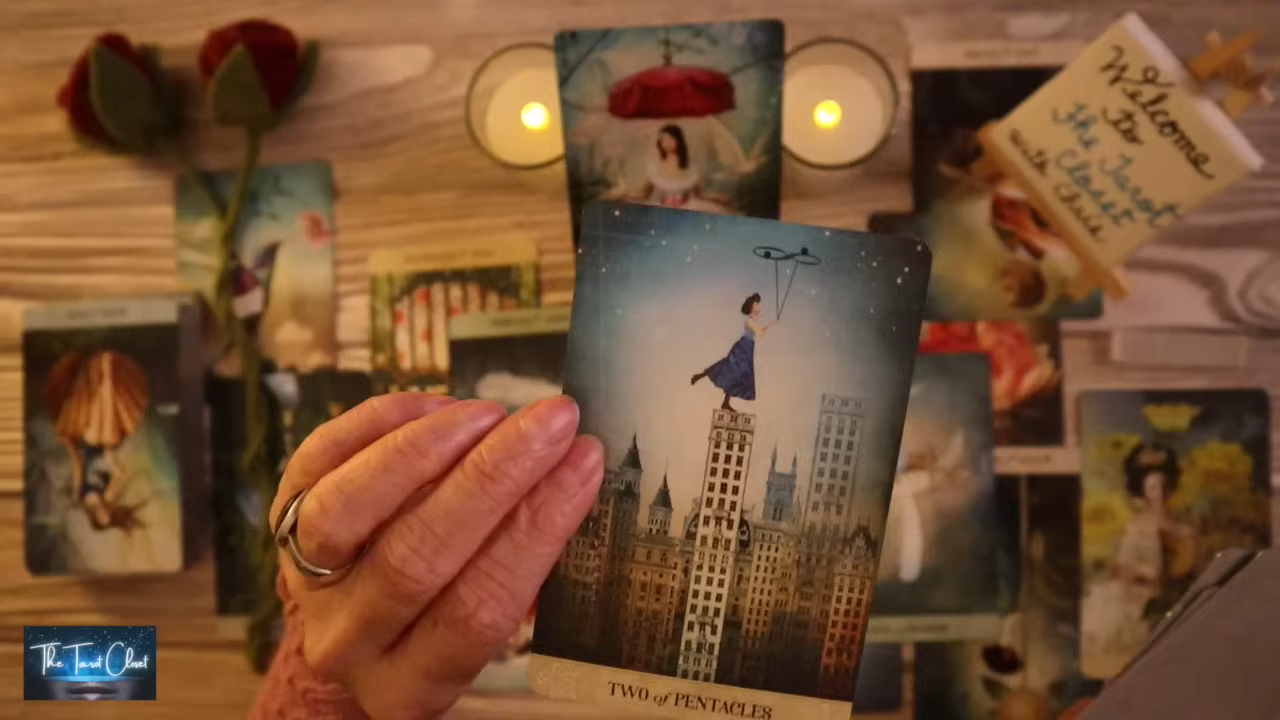 Welcome
To
The Tarot
Closet
With Chris
TWO of PENTACLES
The Tarot Closet